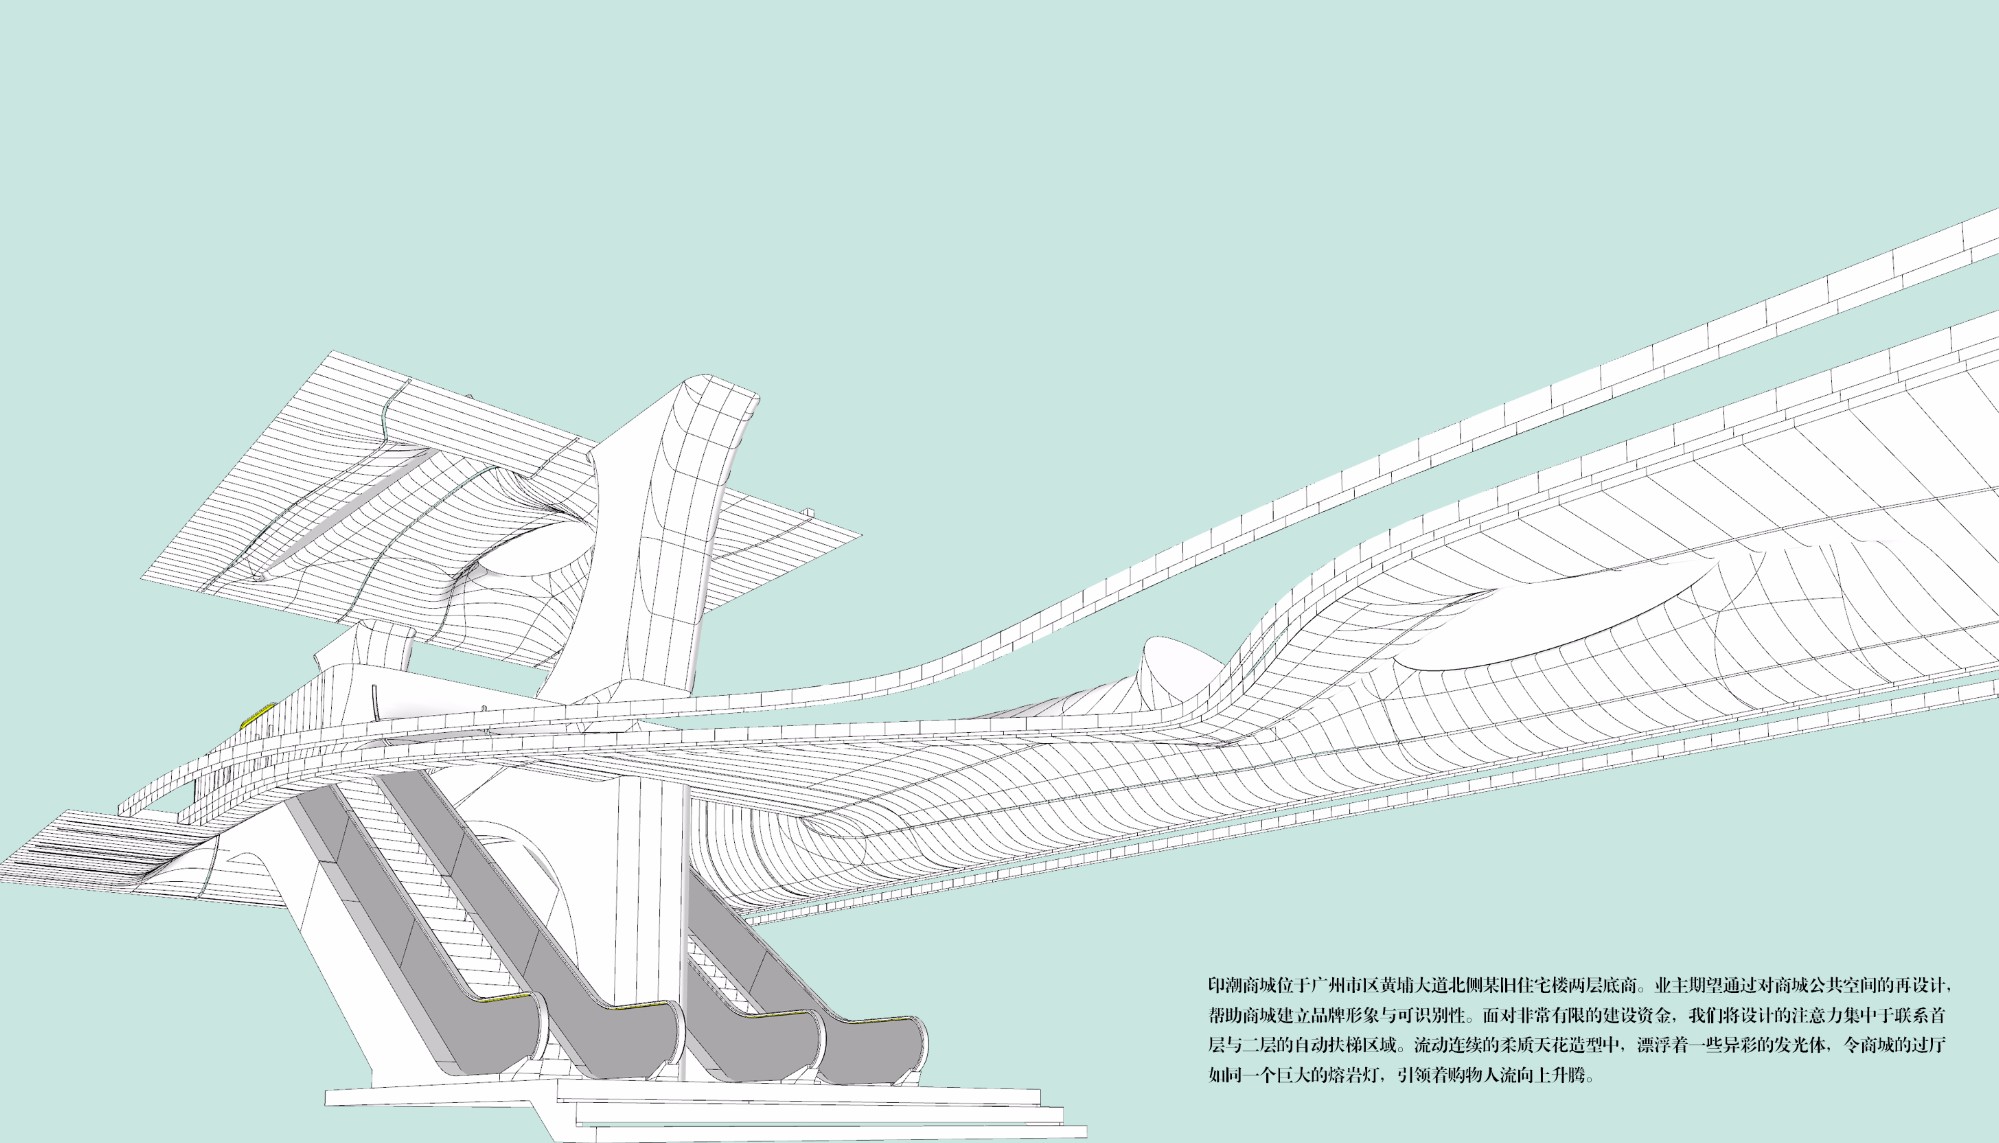 印潮商城位于广州市区黄埔大道北侧某旧住宅楼两层底商。业主期望通过对商城公共空间的再设计，
帮助商城建立品牌形象与可识别性。面对非常有限的建设资金，我们将设计的注意力集中于联系首
层与二层的自动扶梯区域。流动连续的柔质天花造型中，漂浮着一些异彩的发光体，令商城的过厅
如同一个巨大的熔岩灯，引领着购物人流向上升腾。